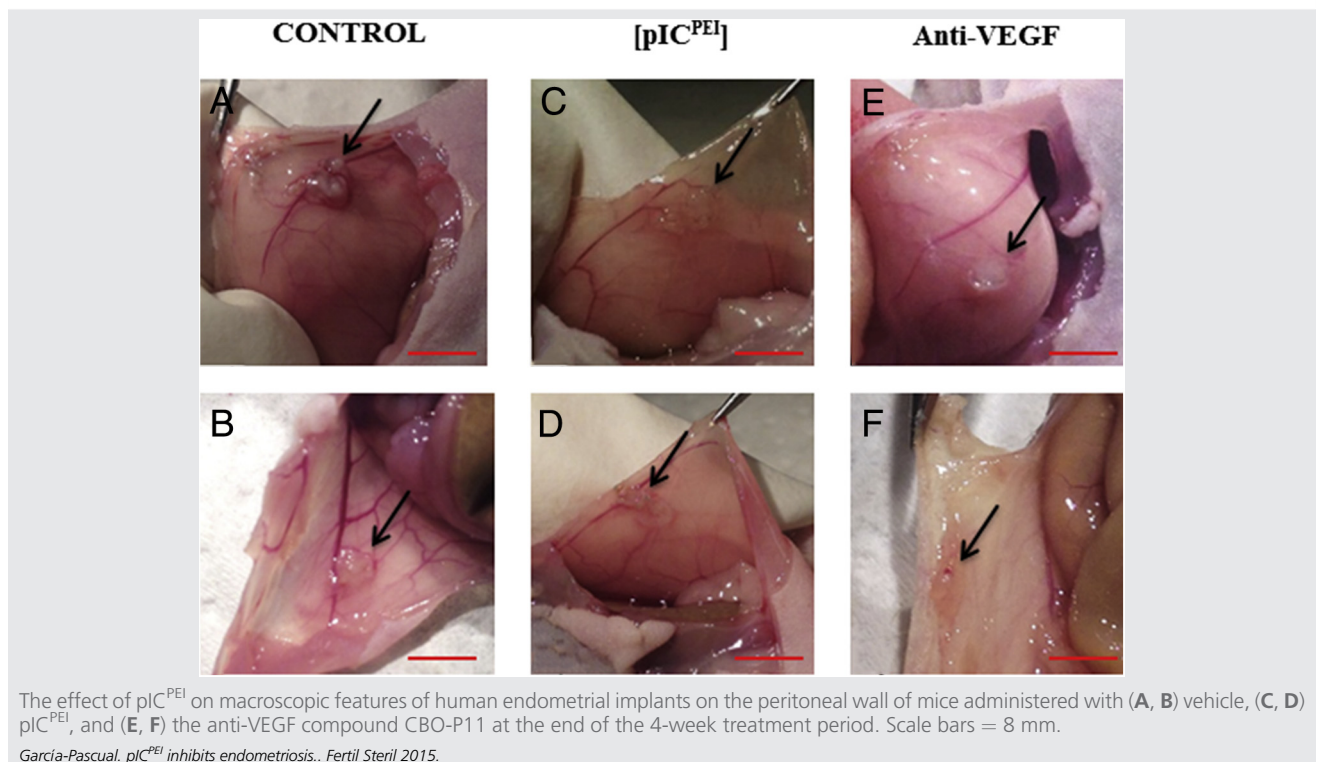 CONTROL [pIC^PEI] Anti-VEGF
A C E
B D F
The effect of pIC^PEI on macroscopic features of human endometrial implants on the peritoneal wall of mice administered with (A, B) vehicle, (C, D)
pIC^PEI, and (E, F) the anti-VEGF compound CBO-P11 at the end of the 4-week treatment period. Scale bars = 8 mm.
García-Pascual. pIC^PEI inhibits endometriosis.. Fertil Steril 2015.